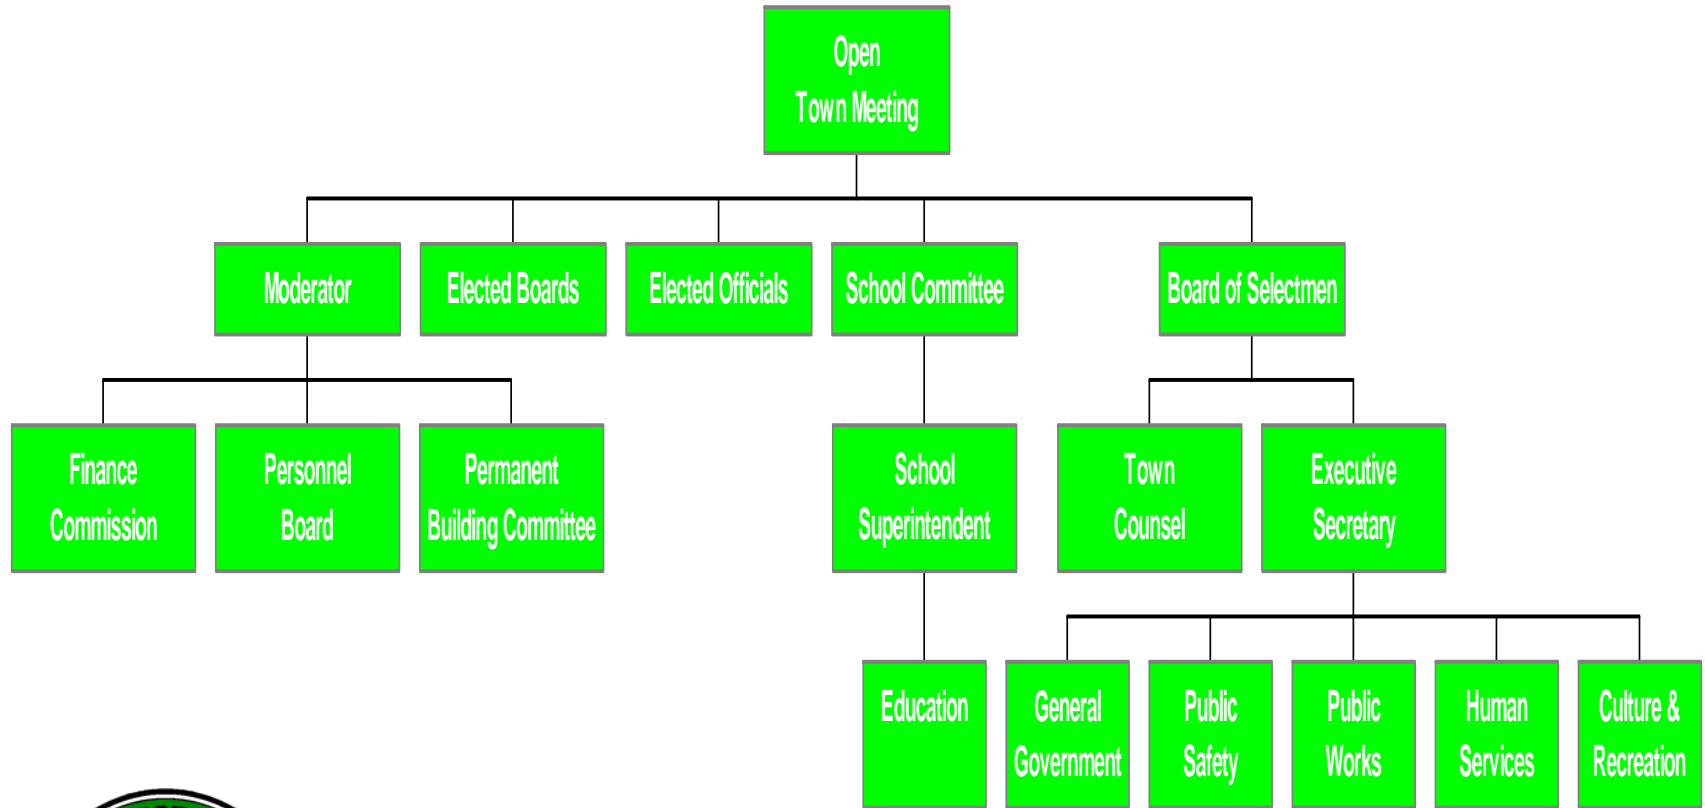 Open
Town Meeting
Moderator
Elected Boards
Elected Officials
School Committee
Board of Selectmen
Finance
Commission
Personnel
Board
Permanent
Building Committee
School
Superintendent
Town
Counsel
Executive
Secretary
Education
General
Government
Public
Safety
Public
Works
Human
Services
Culture &
Recreation